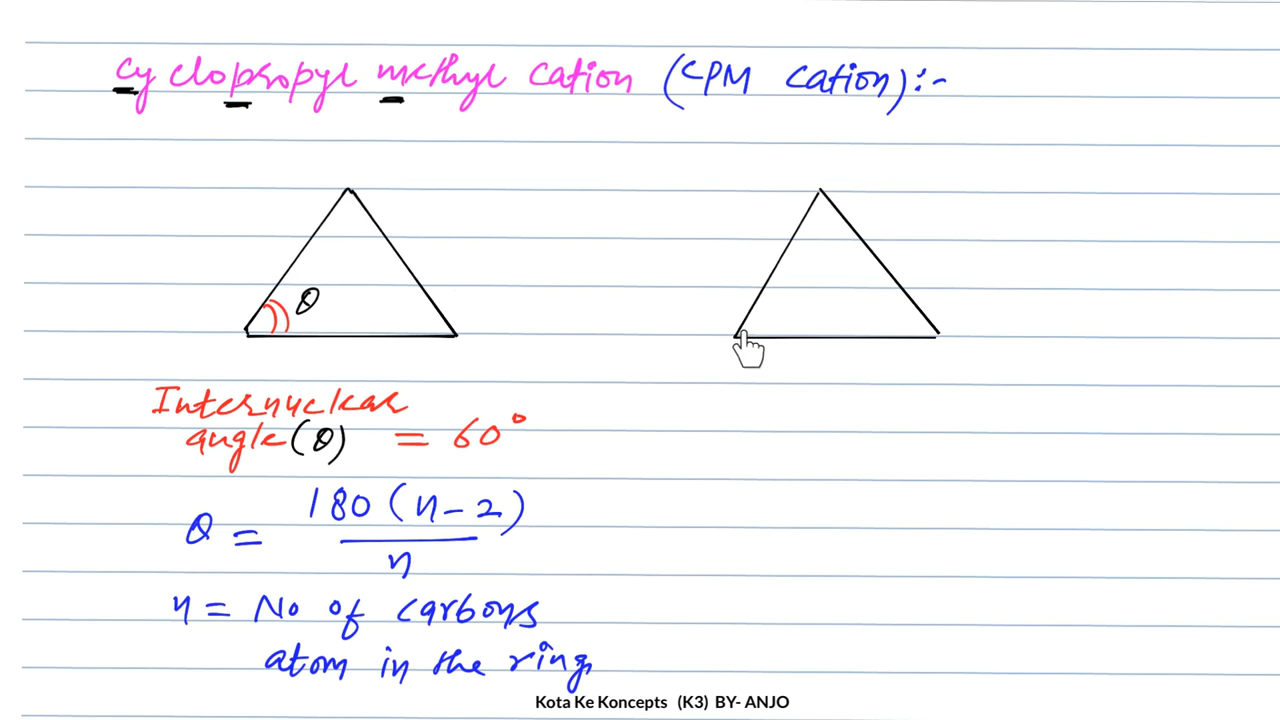 Cyclopropyl methyl cation (CPM cation):-
θ
Internuclear
angle(θ) = 60°
θ = 180(n-2)
n
n = No of carbons
atom in the ring
Kota Ke Koncepts (K3) BY- ANJO